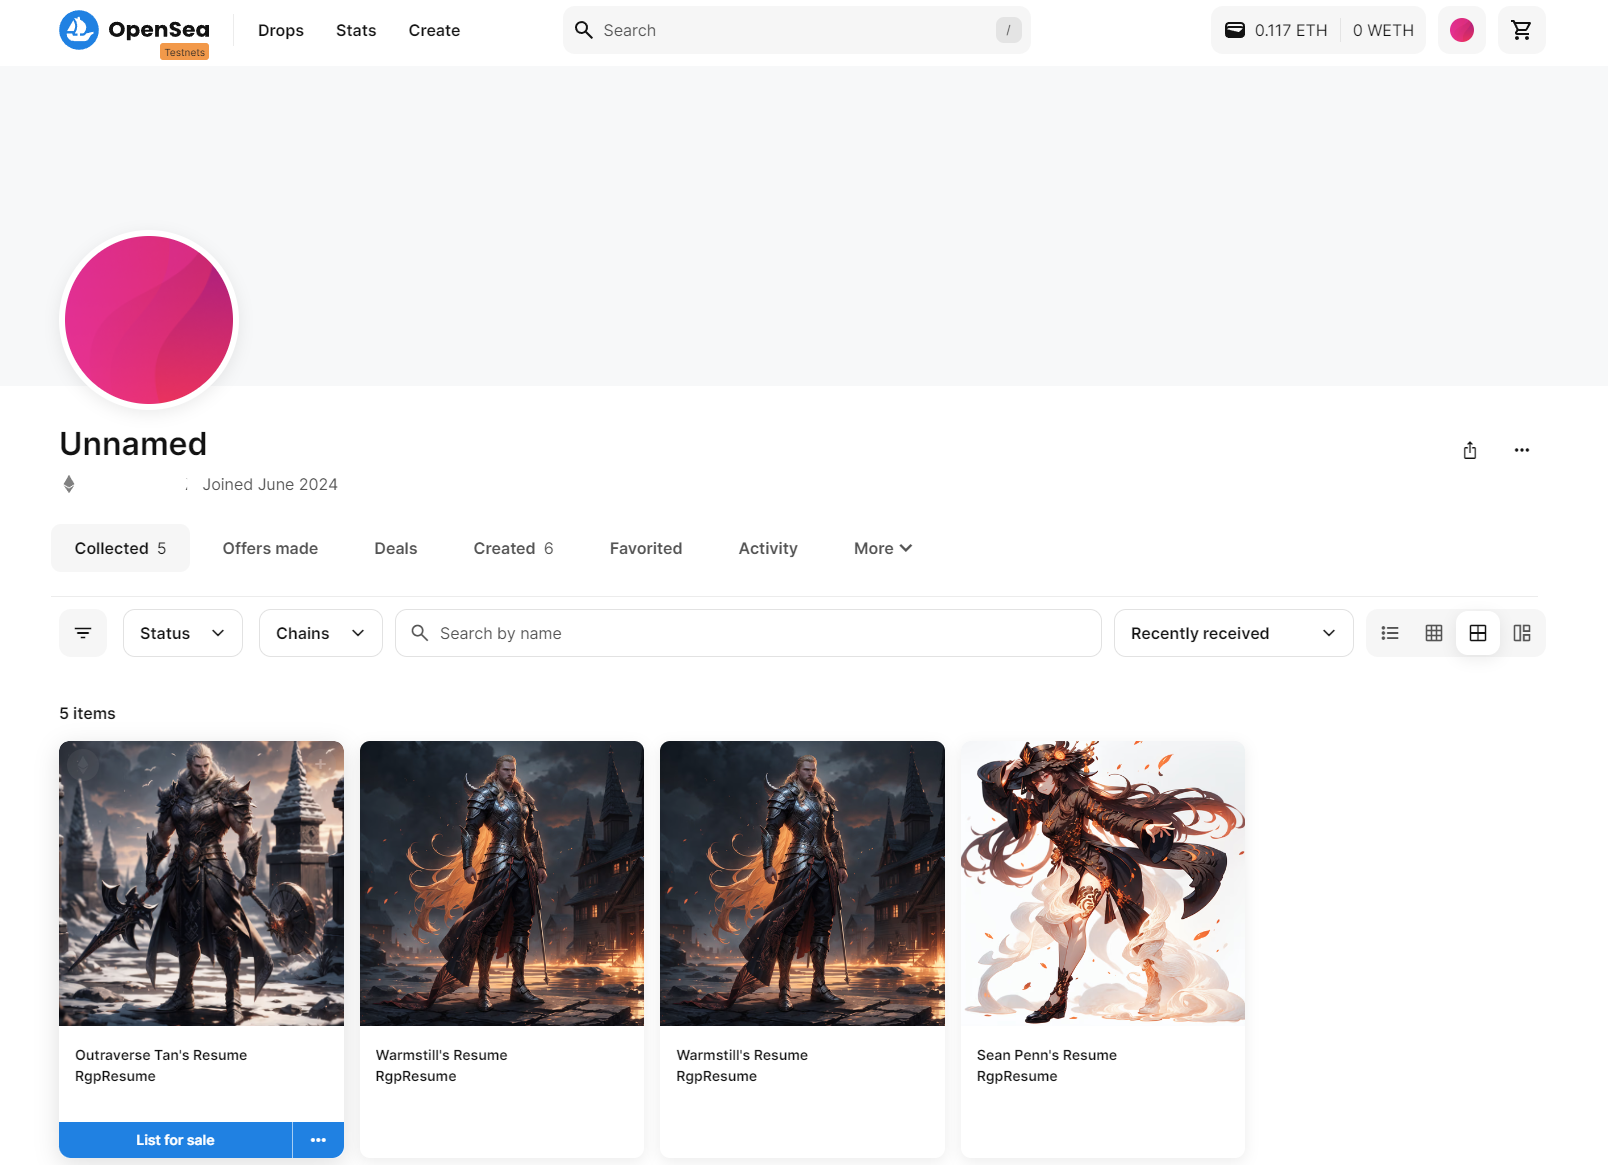 OpenSea
Testnets
Drops
Stats
Create
Search
/
0.117 ETH
0 WETH
Unnamed
Joined June 2024
Collected 5
Offers made
Deals
Created 6
Favorited
Activity
More
Status
Chains
Search by name
Recently received
5 items
Outraverse Tan's Resume
RgpResume
Warmstill's Resume
RgpResume
Warmstill's Resume
RgpResume
Sean Penn's Resume
RgpResume
List for sale